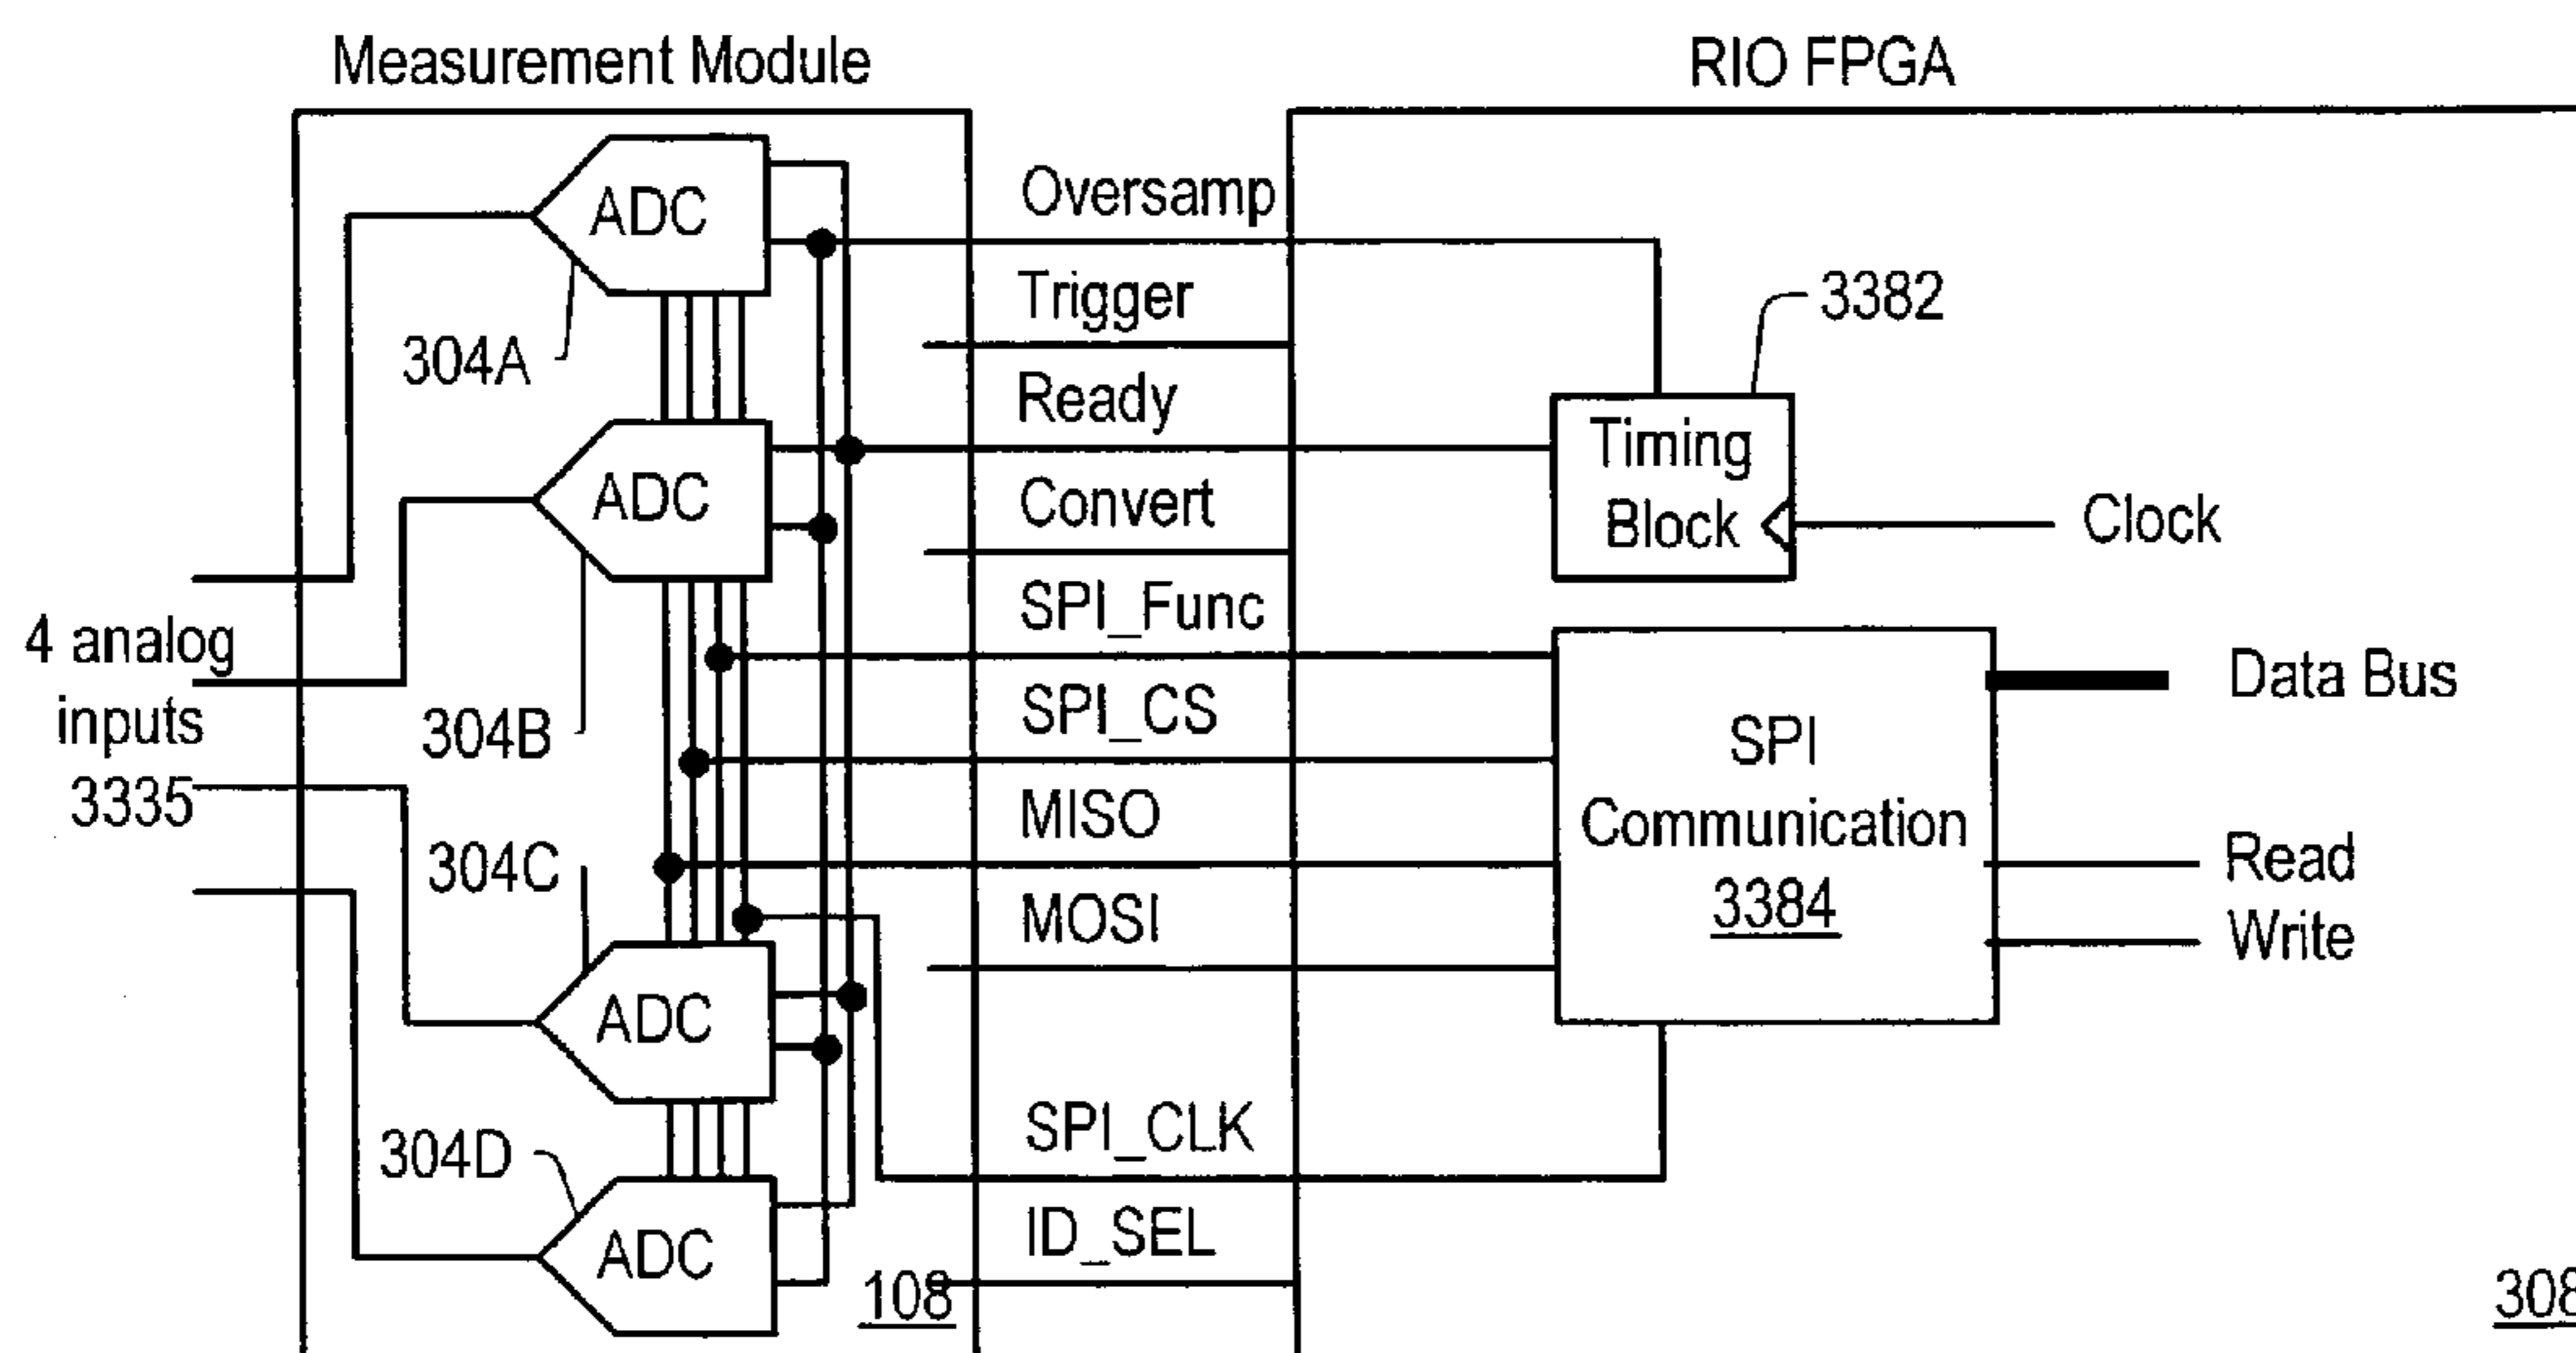 Measurement Module
RIO FPGA
ADC
304A
Oversamp
Trigger
Ready
Convert
SPI_Func
SPI_CS
MISO
MOSI
SPI_CLK
ID_SEL
3382
Timing
Block
Clock
ADC
304B
4 analog
inputs
3335
304C
ADC
304D
ADC
108
SPI
Communication
3384
Data Bus
Read
Write
308